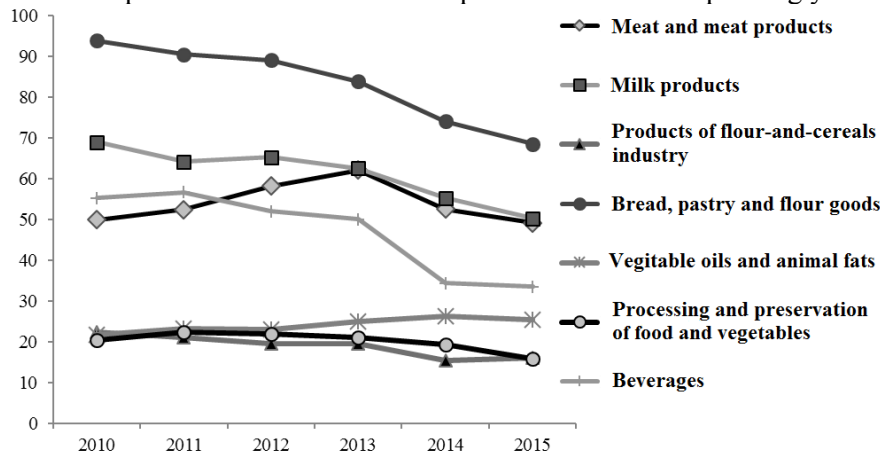 100
90
80
70
60
50
40
30
20
10
0
2010 2011 2012 2013 2014 2015
Meat and meat products
Milk products
Products of flour-and-cereals
industry
Bread, pastry and flour goods
Vegitable oils and animal fats
Processing and preservation
of food and vegetables
Beverages